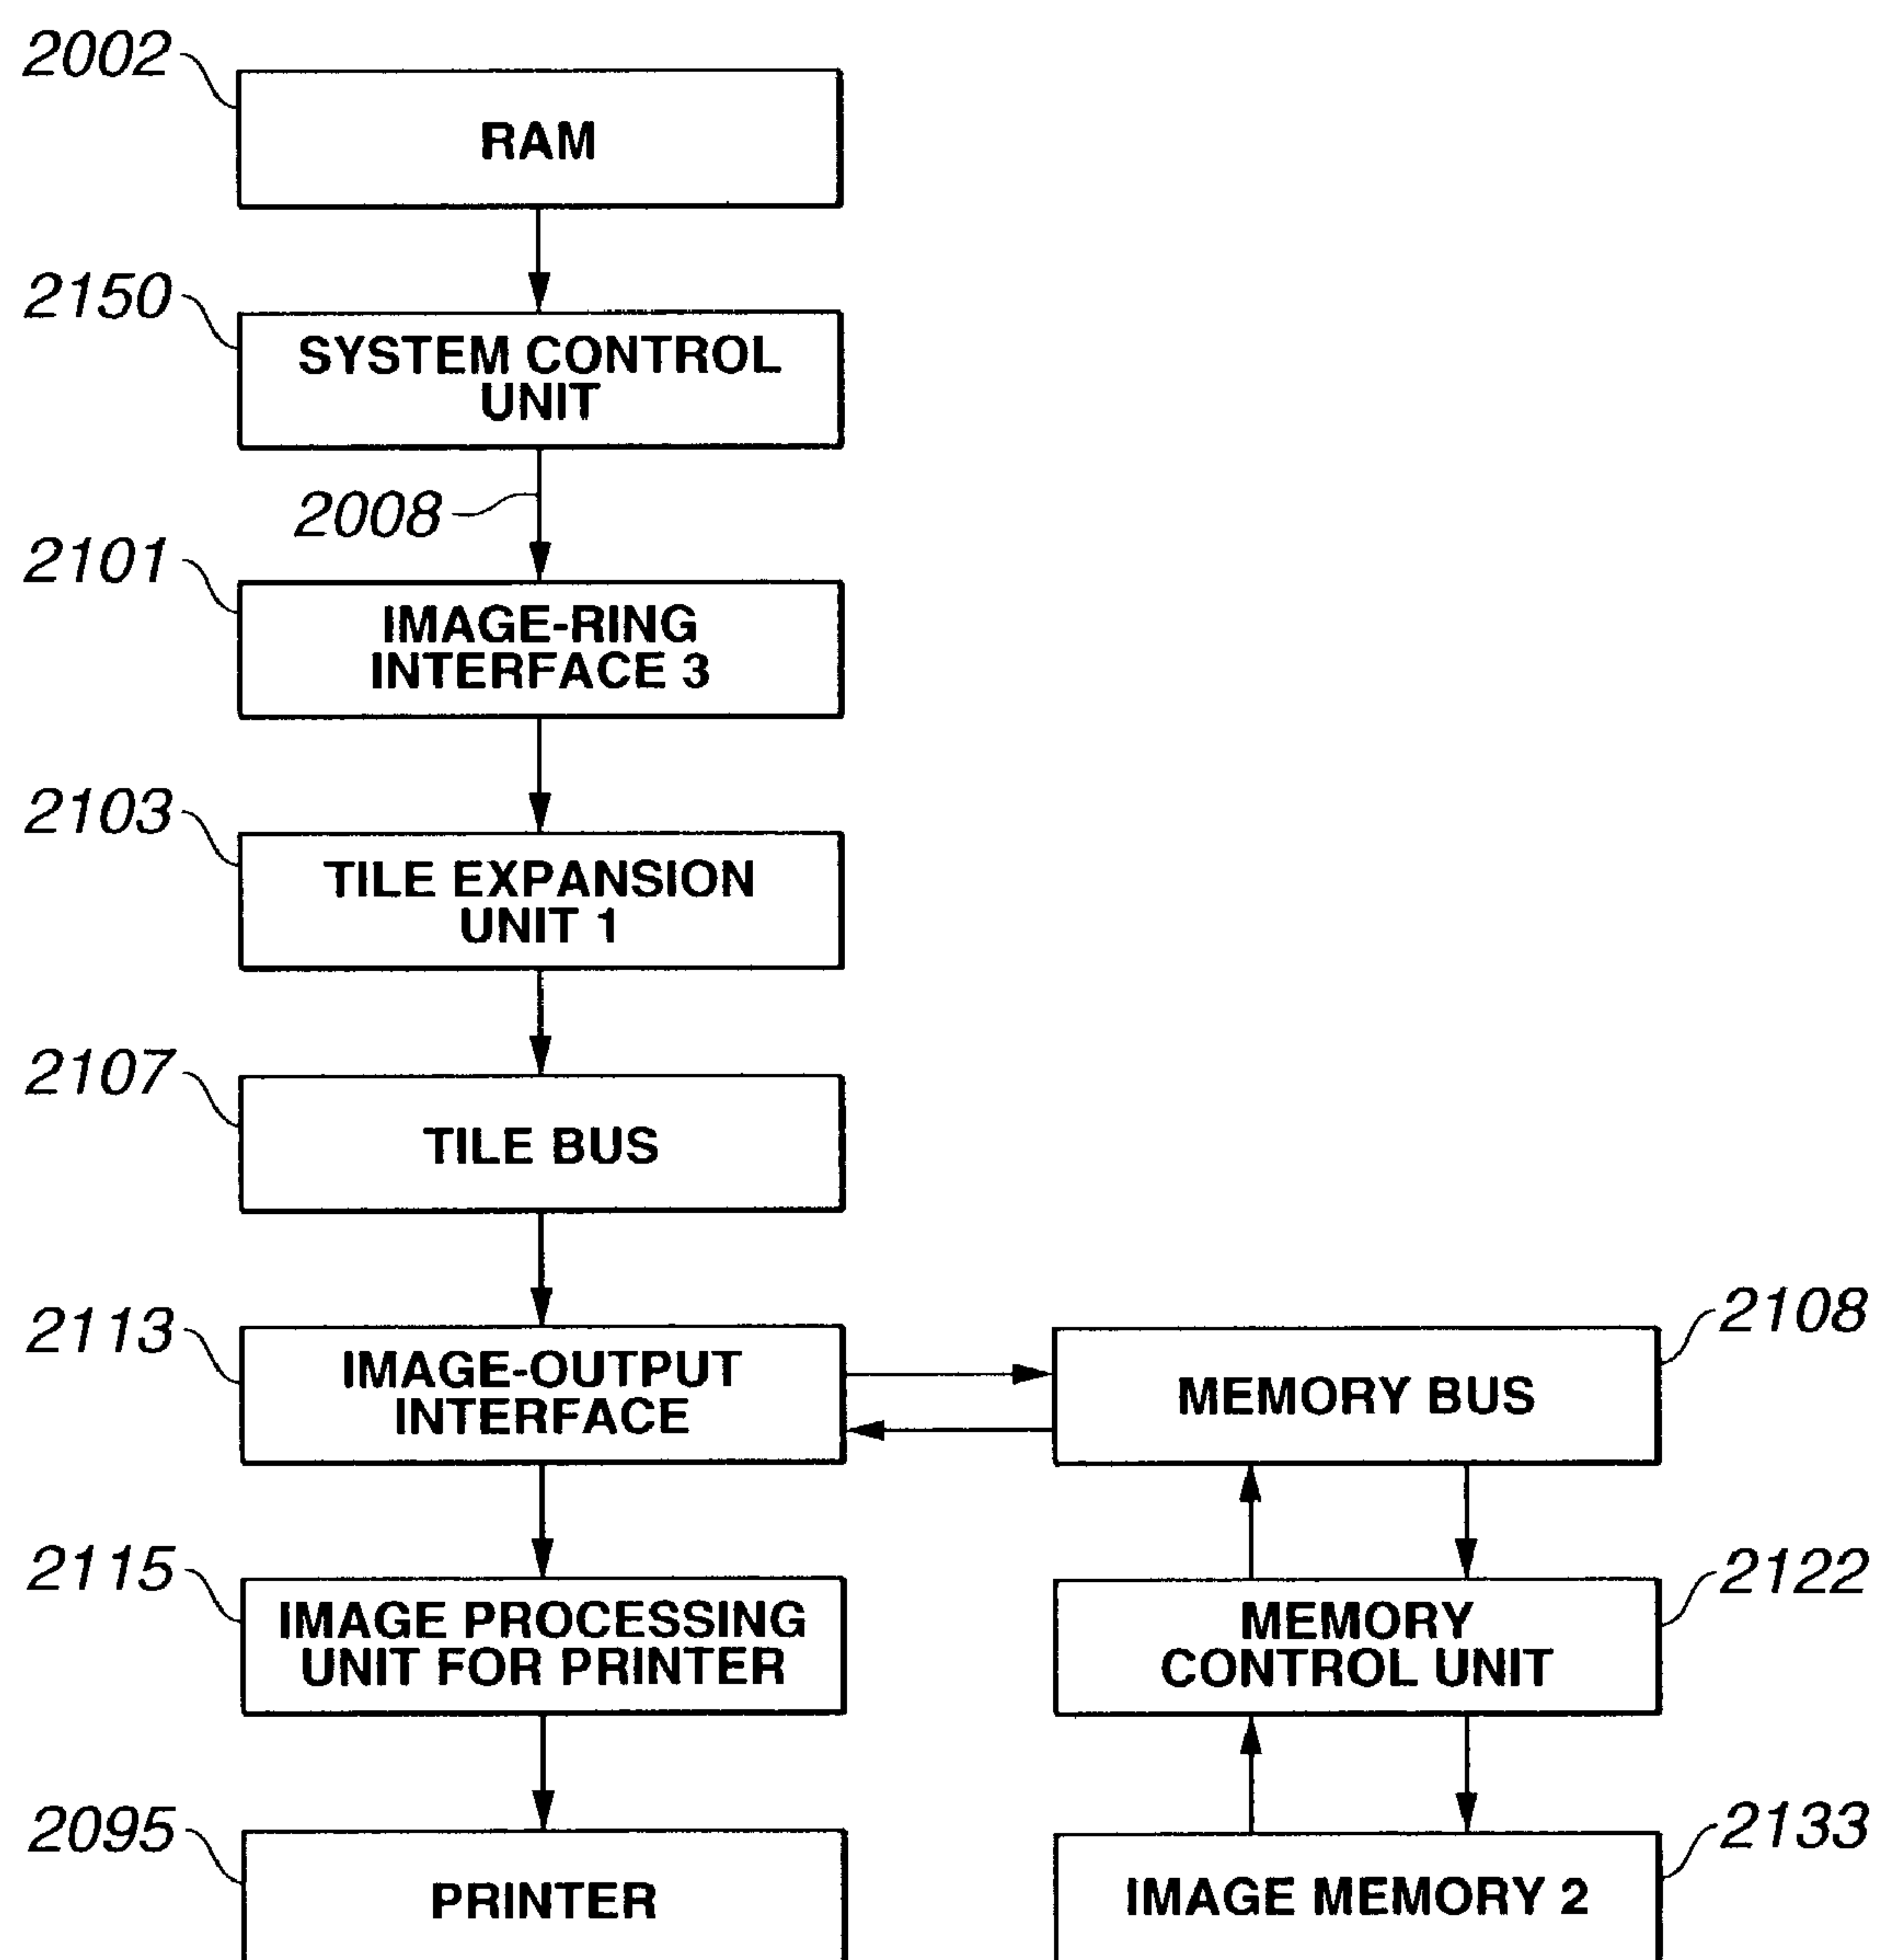 2002
RAM
2150
SYSTEM CONTROL
UNIT
2008
2101
IMAGE-RING
INTERFACE 3
2103
TILE EXPANSION
UNIT 1
2107
TILE BUS
2113
IMAGE-OUTPUT
INTERFACE
2108
MEMORY BUS
2115
IMAGE PROCESSING
UNIT FOR PRINTER
2122
MEMORY
CONTROL UNIT
2095
PRINTER
2133
IMAGE MEMORY 2